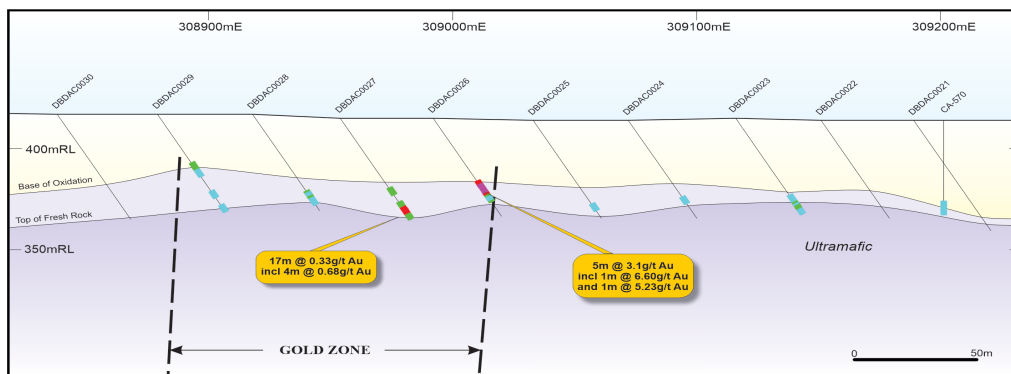 308900mE
309000mE
309100mE
309200mE
DBDAC0030
DBDAC0029
DBDAC0028
DBDAC0027
DBDAC0026
DBDAC0025
DBDAC0024
DBDAC0023
DBDAC0022
DBDAC0021
CA-570
400mRL
Base of Oxidation
Top of Fresh Rock
350mRL
Ultramafic
17m @ 0.33g/t Au
incl 4m @ 0.68g/t Au
5m @ 3.1g/t Au
incl 1m @ 6.60g/t Au
and 1m @ 5.23g/t Au
GOLD ZONE
0
50m